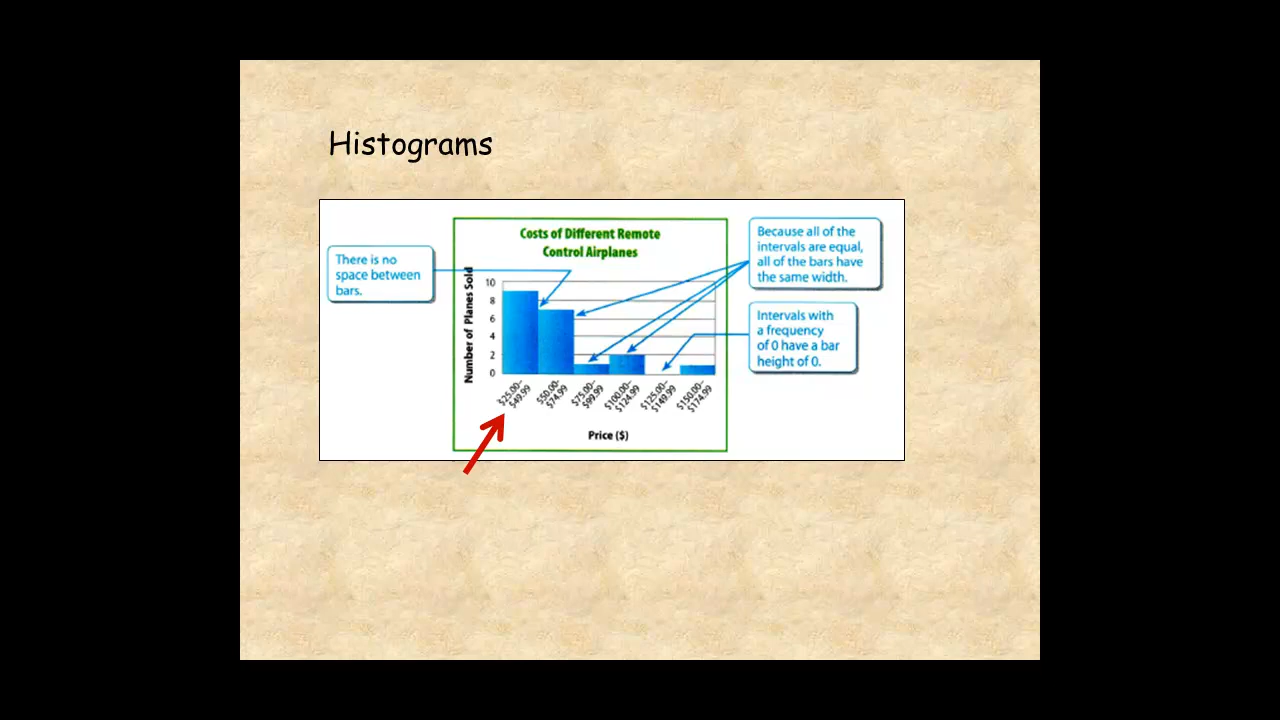 Histograms
There is no
space between
bars.
Costs of Different Remote
Control Airplanes
Number of Planes Sold
10
8
6
4
2
0
$25.00–
$49.99
$50.00–
$74.99
$75.00–
$99.99
$100.00–
$124.99
$125.00–
$149.99
$150.00–
$174.99
Price ($)
Because all of the
intervals are equal,
all of the bars have
the same width.
Intervals with
a frequency
of 0 have a bar
height of 0.